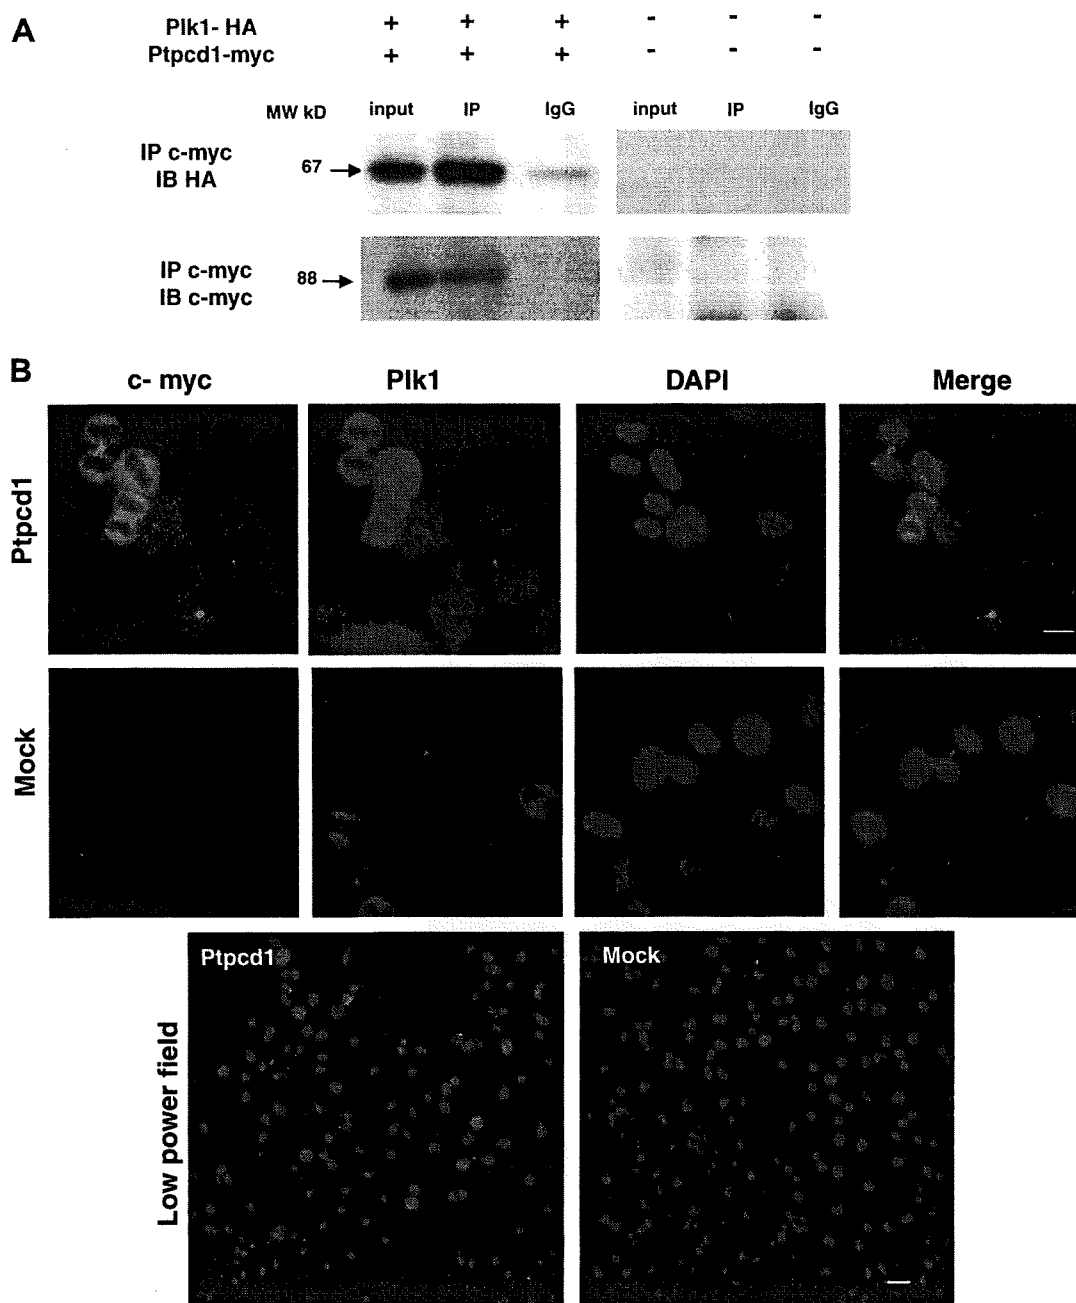 A
Plk1- HA + + + - - -
Ptpcd1-myc + + + - - -
MW kD input IP IgG input IP IgG
IP c-myc
IB HA
67
IP c-myc
IB c-myc
88
B
c- myc Plk1 DAPI Merge
Ptpcd1
Mock
Low power field
Ptpcd1
Mock